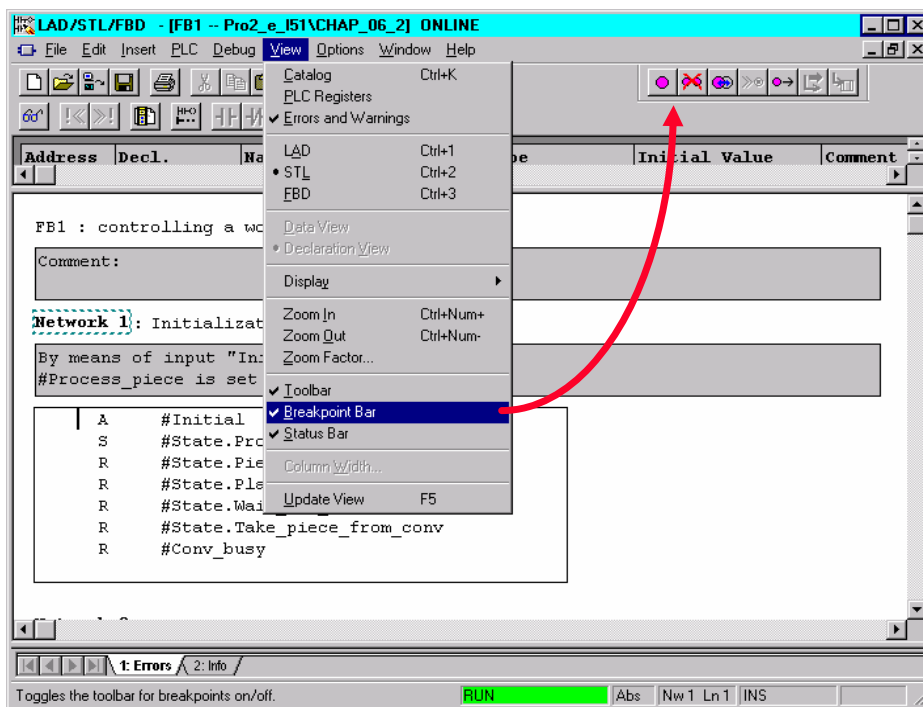 LAD/STL/FBD - [FB1 -- Pro2_e_I51\CHAP_06_2] ONLINE
File Edit Insert PLC Debug View Options Window Help
Catalog Ctrl+K
PLC Registers
Errors and Warnings
LAD Ctrl+1
STL Ctrl+2
FBD Ctrl+3
Data View
Declaration View
Display
Zoom In Ctrl+Num+
Zoom Out Ctrl+Num-
Zoom Factor...
Toolbar
Breakpoint Bar
Status Bar
Column Width...
Update View F5
Address Decl. Na pe Initial Value Comment
FB1 : controlling a wo
Comment:
Network 1: Initializat
By means of input "In
#Process_piece is set
A #Initial
S #State.Pro
R #State.Pie
R #State.Pla
R #State.Wai
R #State.Take_piece_from_conv
R #Conv_busy
1: Errors 2: Info
Toggles the toolbar for breakpoints on/off. RUN Abs Nw 1 Ln 1 INS